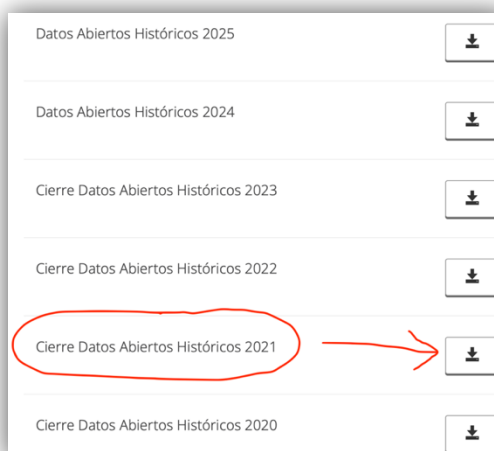 Datos Abiertos Históricos 2025
Datos Abiertos Históricos 2024
Cierre Datos Abiertos Históricos 2023
Cierre Datos Abiertos Históricos 2022
Cierre Datos Abiertos Históricos 2021
Cierre Datos Abiertos Históricos 2020